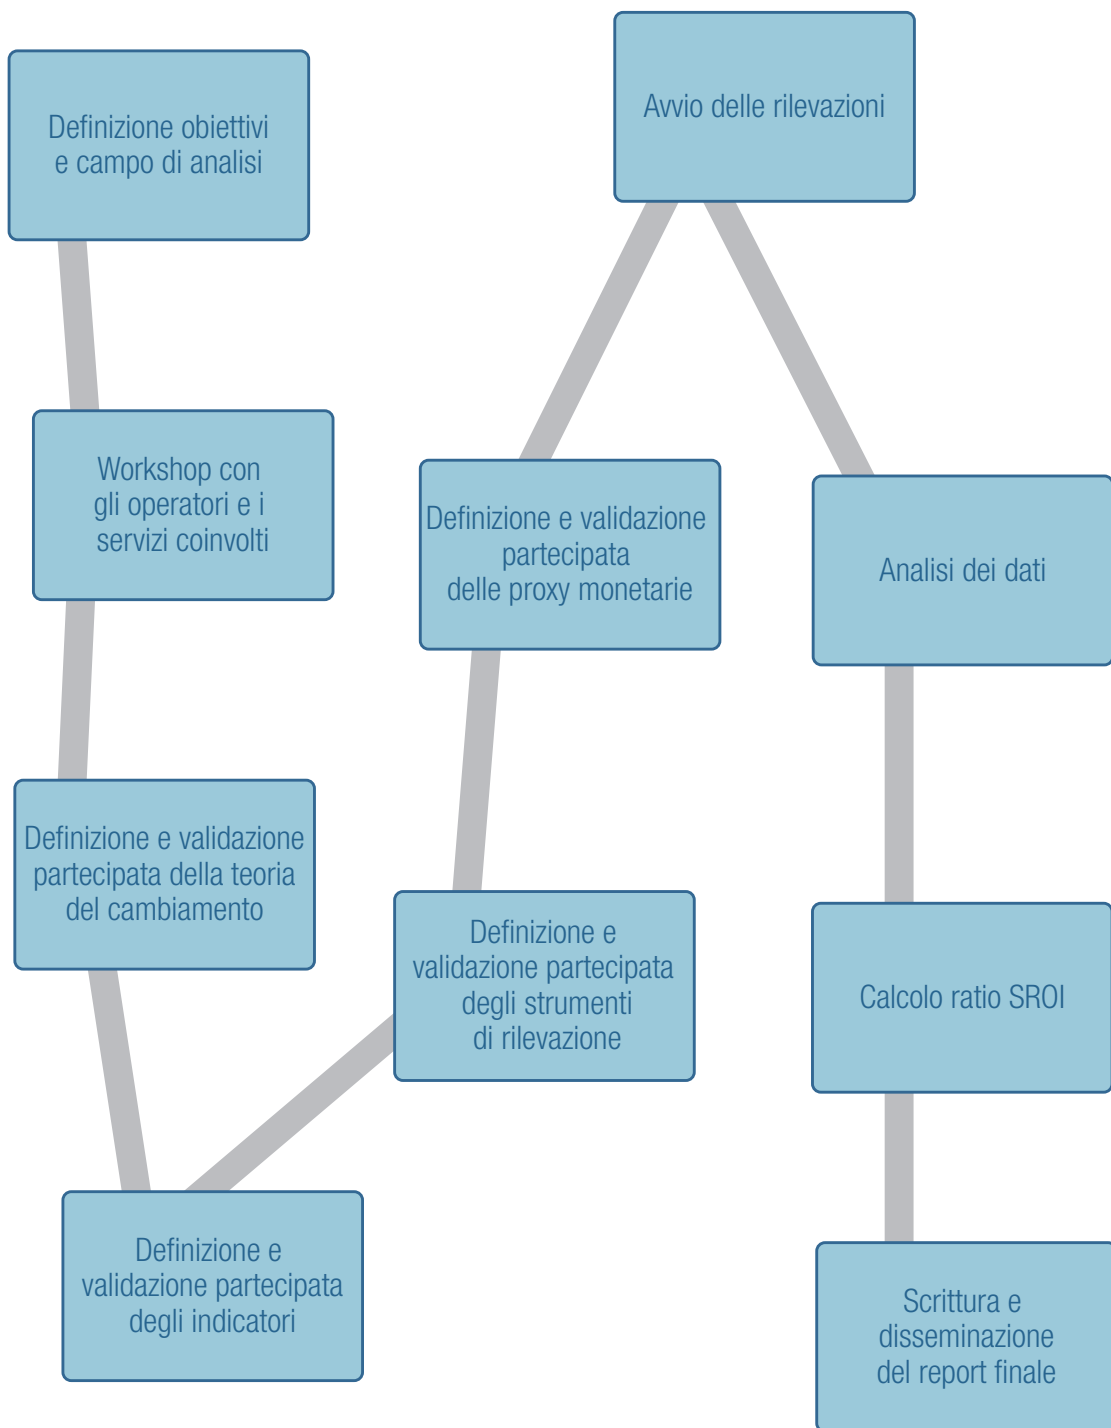 Definizione obiettivi
e campo di analisi
Workshop con
gli operatori e i
servizi coinvolti
Definizione e validazione
partecipata della teoria
del cambiamento
Definizione e
validazione partecipata
degli indicatori
Definizione e
validazione partecipata
degli strumenti
di rilevazione
Definizione e validazione
partecipata
delle proxy monetarie
Avvio delle rilevazioni
Analisi dei dati
Calcolo ratio SROI
Scrittura e
disseminazione
del report finale